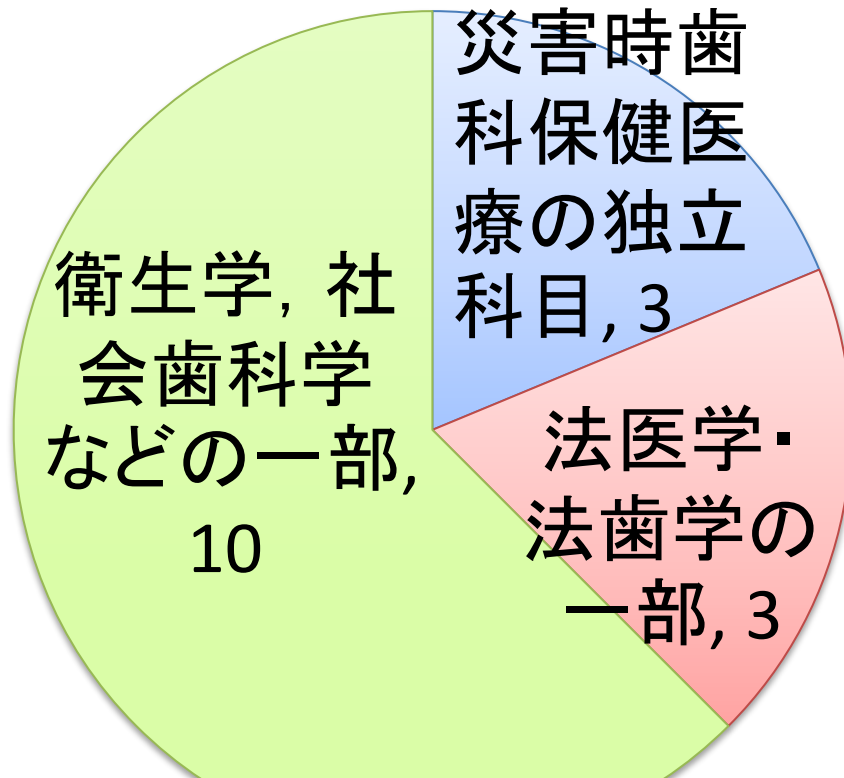 災害時歯
科保健医
療の独立
科目, 3
法医学・
法歯学の
一部, 3
衛生学，社
会歯科学
などの一部,
10